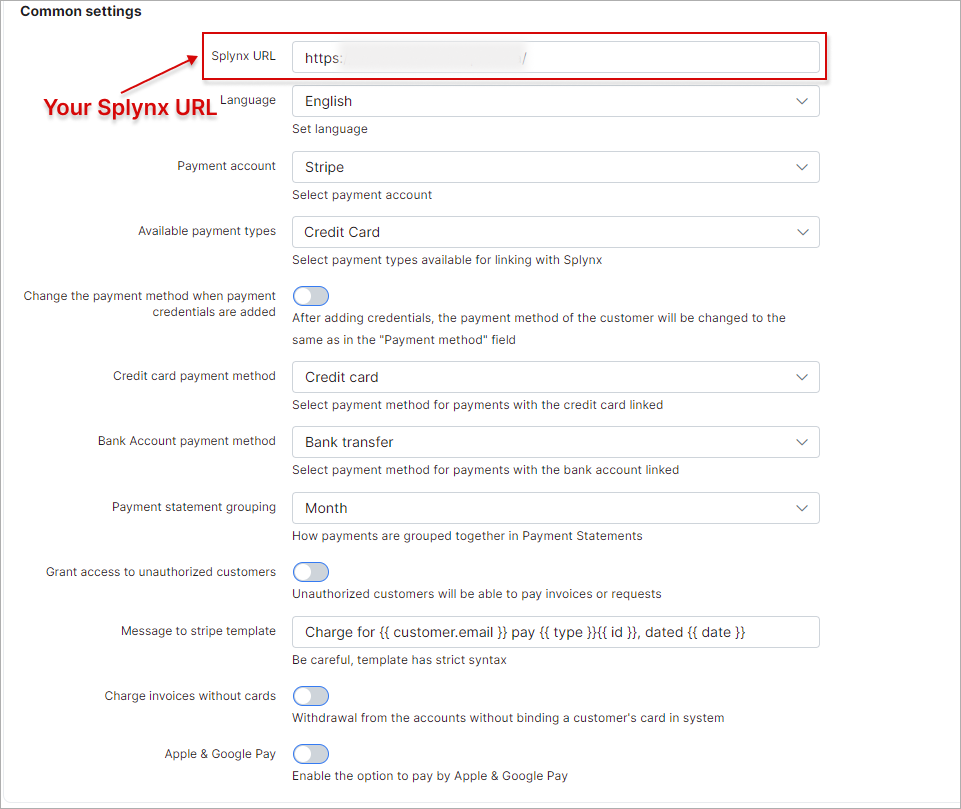 Common settings
Splynx URL
https: /
Your Splynx URL
Language
English
Set language
Payment account
Stripe
Select payment account
Available payment types
Credit Card
Select payment types available for linking with Splynx
Change the payment method when payment
credentials are added
After adding credentials, the payment method of the customer will be changed to the
same as in the "Payment method" field
Credit card payment method
Credit card
Select payment method for payments with the credit card linked
Bank Account payment method
Bank transfer
Select payment method for payments with the bank account linked
Payment statement grouping
Month
How payments are grouped together in Payment Statements
Grant access to unauthorized customers
Unauthorized customers will be able to pay invoices or requests
Message to stripe template
Charge for {{ customer.email }} pay {{ type }}{{ id }}, dated {{ date }}
Be careful, template has strict syntax
Charge invoices without cards
Withdrawal from the accounts without binding a customer's card in system
Apple & Google Pay
Enable the option to pay by Apple & Google Pay